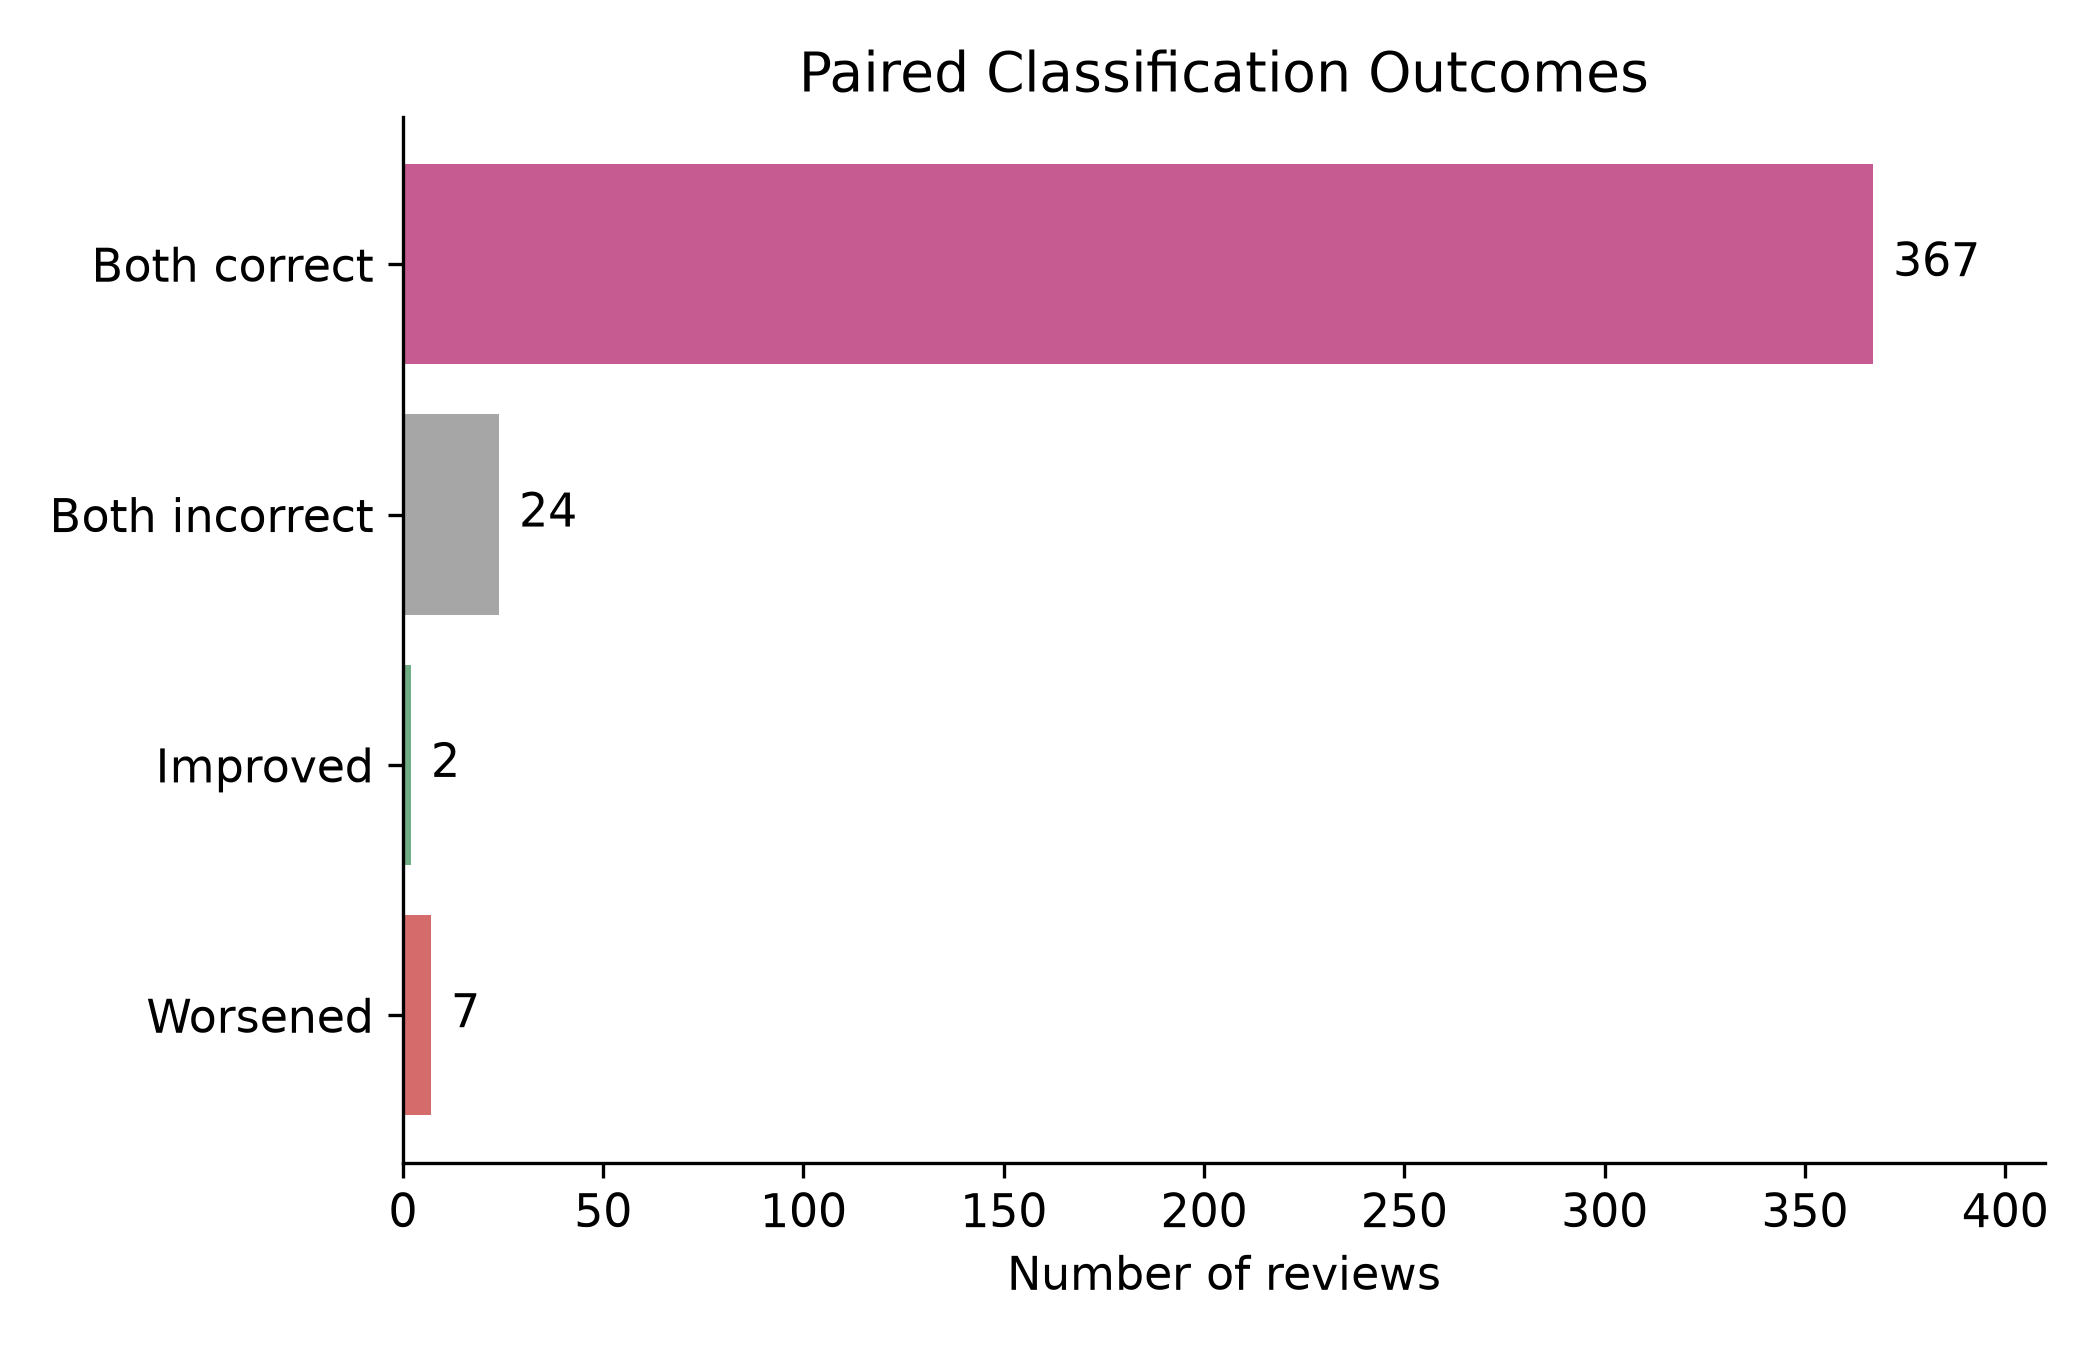 Paired Classification Outcomes
Both correct
367
Both incorrect
24
Improved
2
Worsened
7
0 50 100 150 200 250 300 350 400
Number of reviews